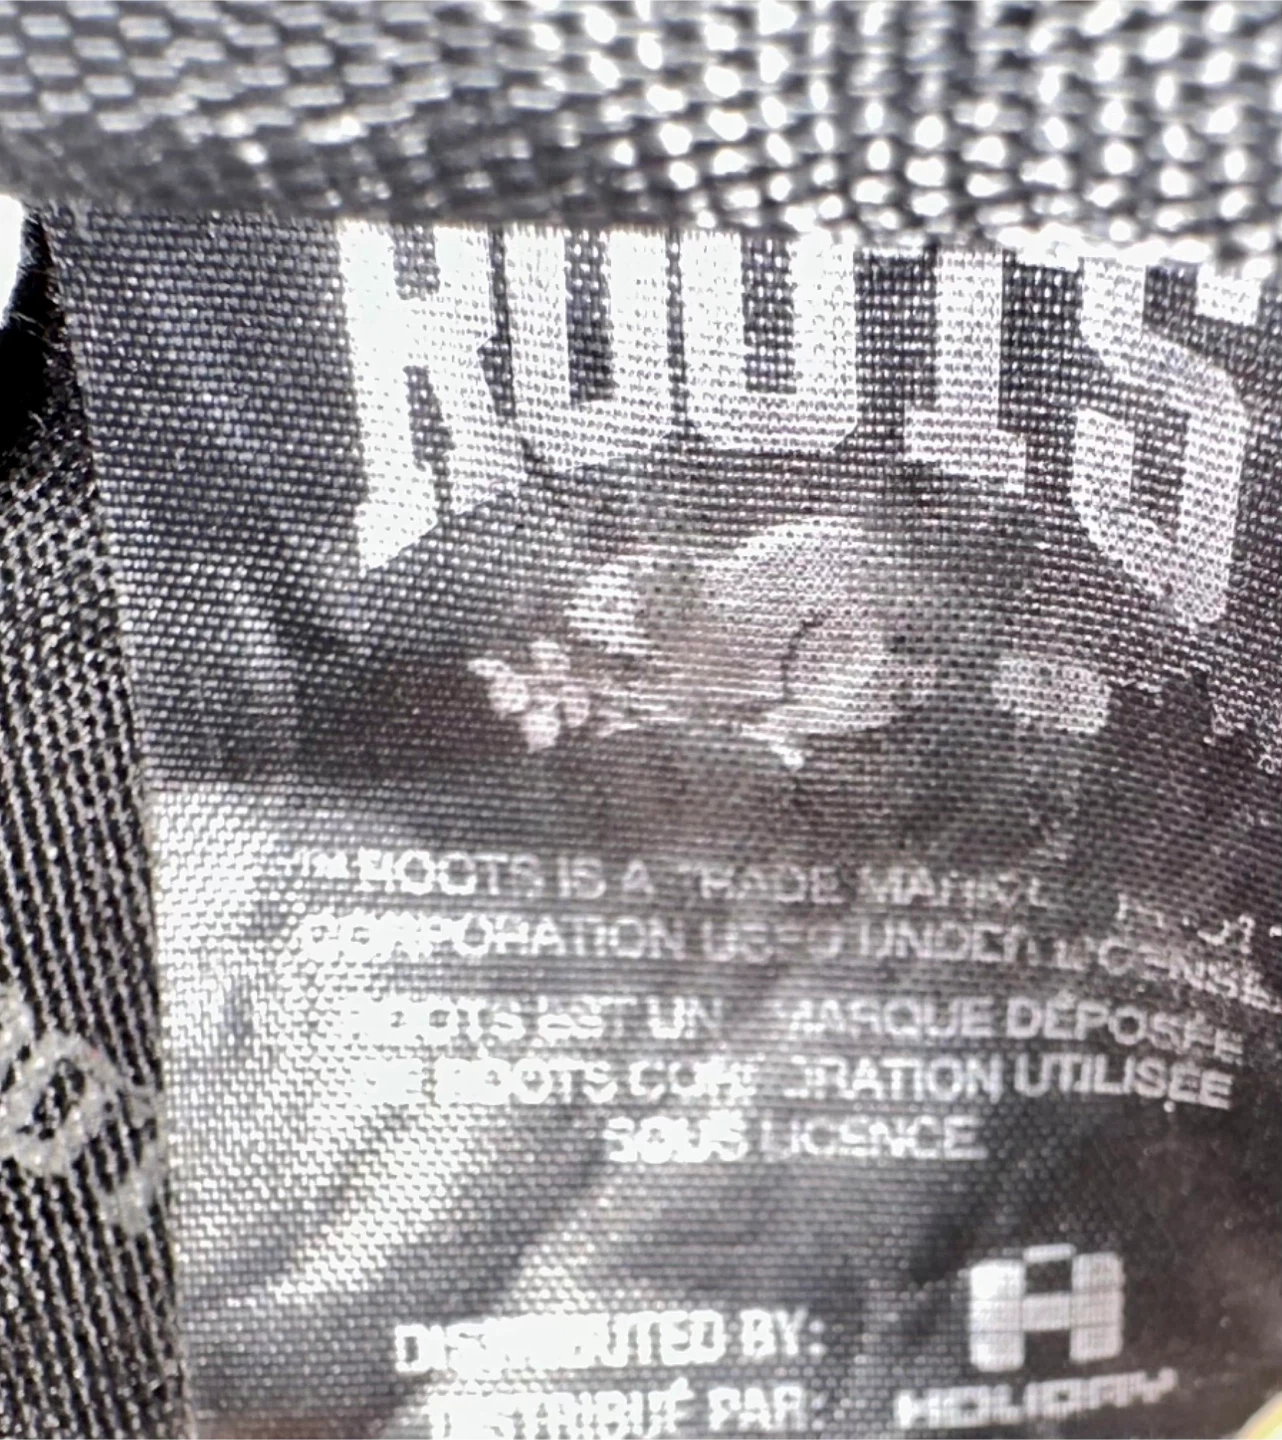 ROOTS
ROOTS IS A TRADE MARK
CORPORATION USED UNDER LICENSE
ROOTS EST UN MARQUE DÉPOSÉE
DE ROOTS CORPORATION UTILISÉE
SOUS LICENCE
DISTRIBUTED BY:
DISTRIBUÉ PAR:
HOLIDAY